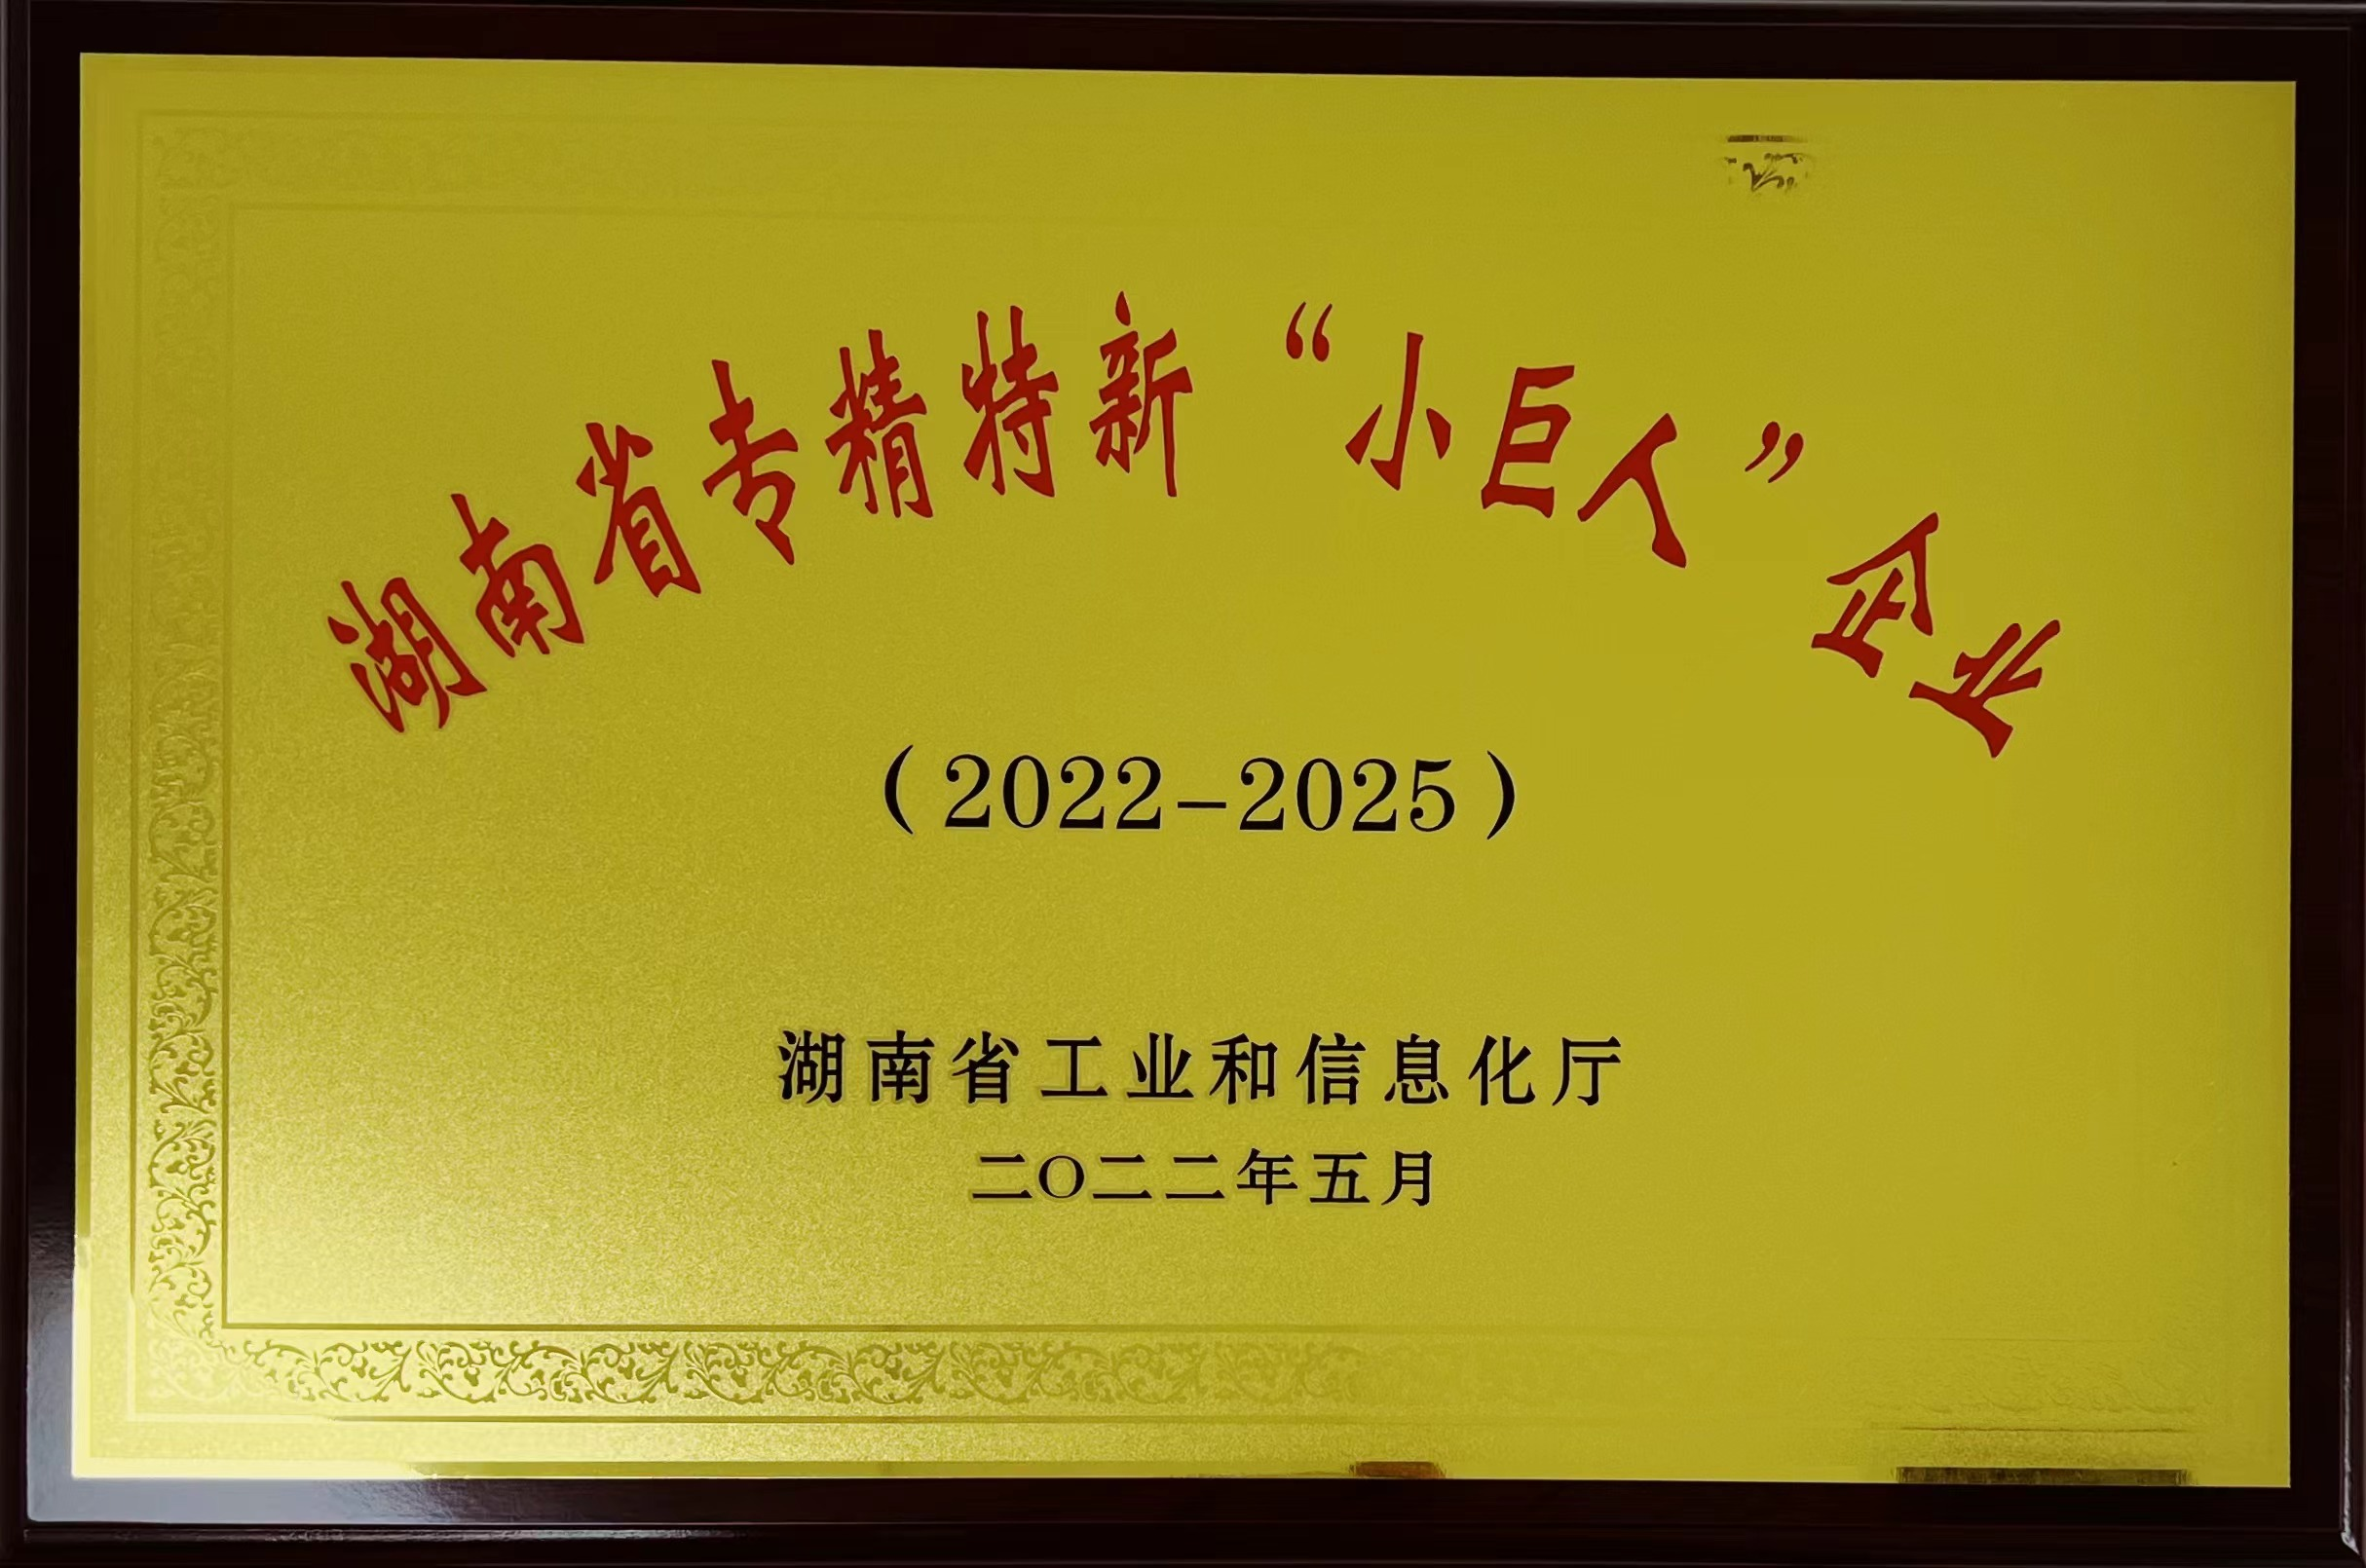 湖南省专精特新“小巨人”企业
（2022-2025）
湖南省工业和信息化厅
二〇二二年五月